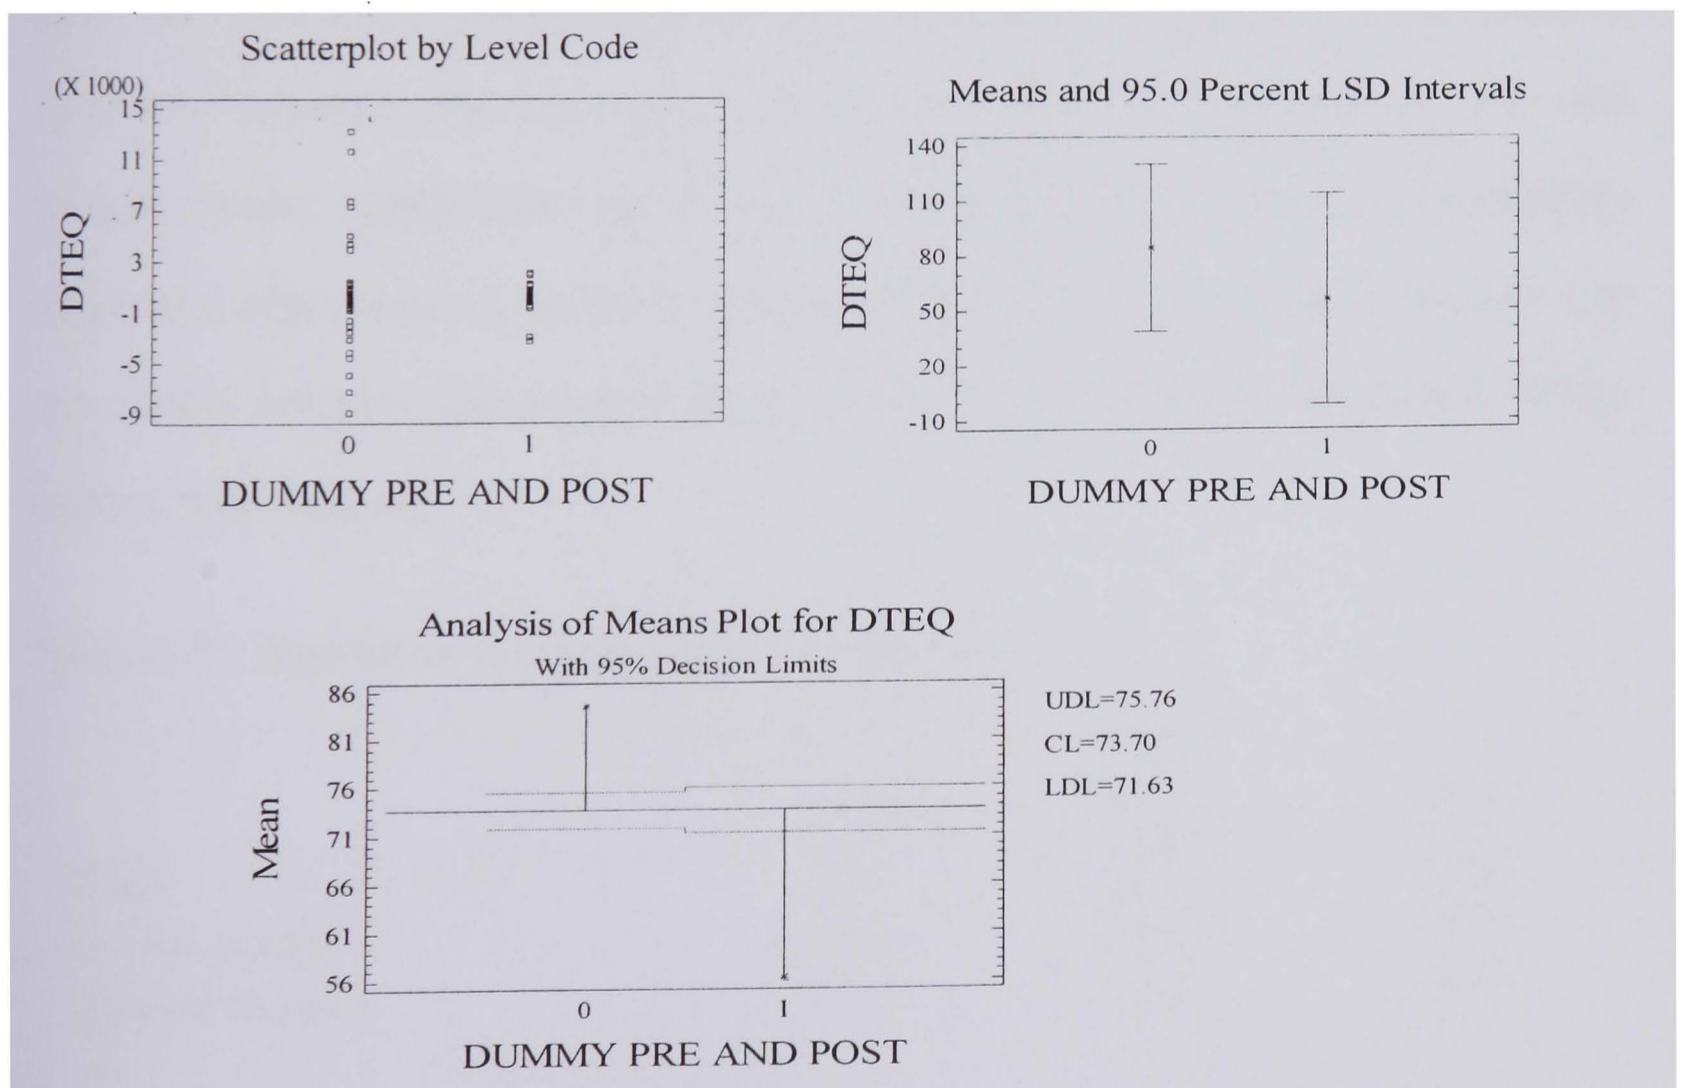 Scatterplot by Level Code
(X 1000)
15
11
7
3
-1
-5
-9
DTEQ
0 1
DUMMY PRE AND POST
Means and 95.0 Percent LSD Intervals
140
110
80
50
20
-10
DTEQ
0 1
DUMMY PRE AND POST
Analysis of Means Plot for DTEQ
With 95% Decision Limits
86
81
76
71
66
61
56
Mean
0 1
DUMMY PRE AND POST
UDL=75.76
CL=73.70
LDL=71.63